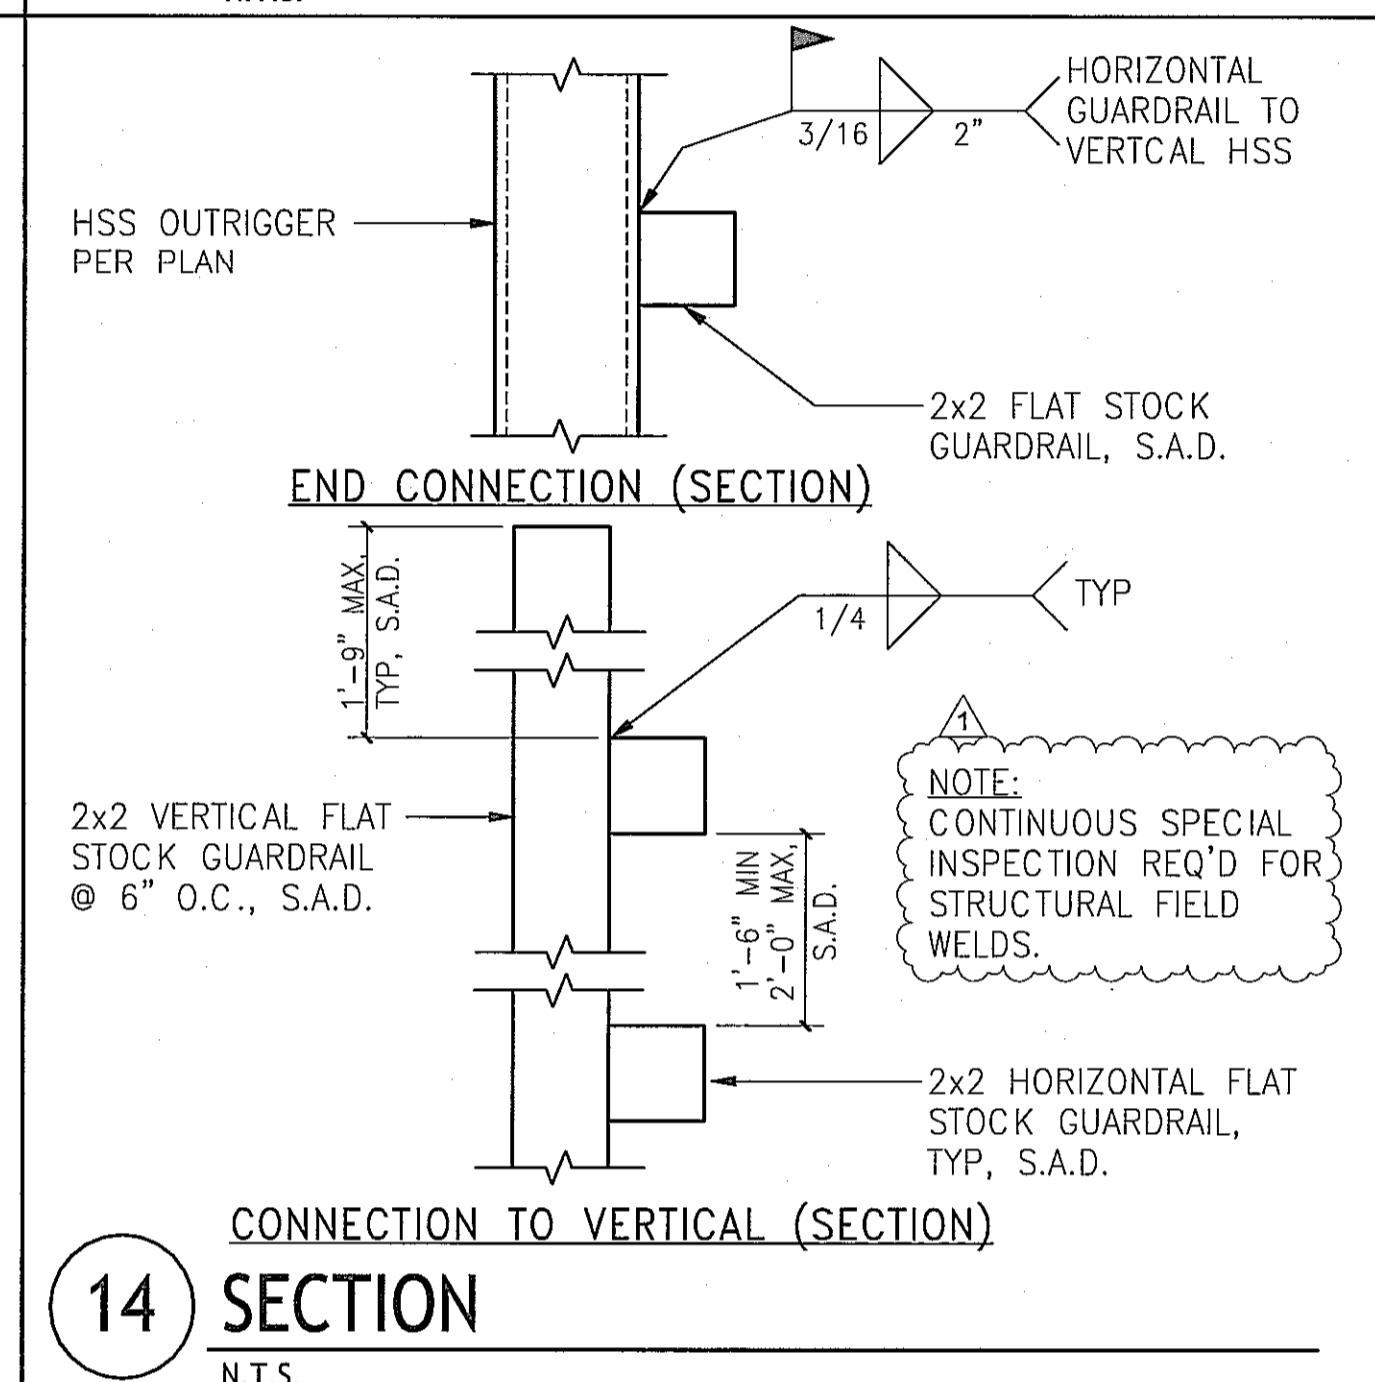 HORIZONTAL
GUARDRAIL TO
VERTCAL HSS
3/16
2"
HSS OUTRIGGER
PER PLAN
2x2 FLAT STOCK
GUARDRAIL, S.A.D.
END CONNECTION (SECTION)
1'-9" MAX,
TYP, S.A.D.
1/4
TYP
1
NOTE:
CONTINUOUS SPECIAL
INSPECTION REQ'D FOR
STRUCTURAL FIELD
WELDS.
2x2 VERTICAL FLAT
STOCK GUARDRAIL
@ 6" O.C., S.A.D.
1'-6" MIN
2'-0" MAX,
S.A.D.
2x2 HORIZONTAL FLAT
STOCK GUARDRAIL,
TYP, S.A.D.
CONNECTION TO VERTICAL (SECTION)
14
SECTION
N.T.S.